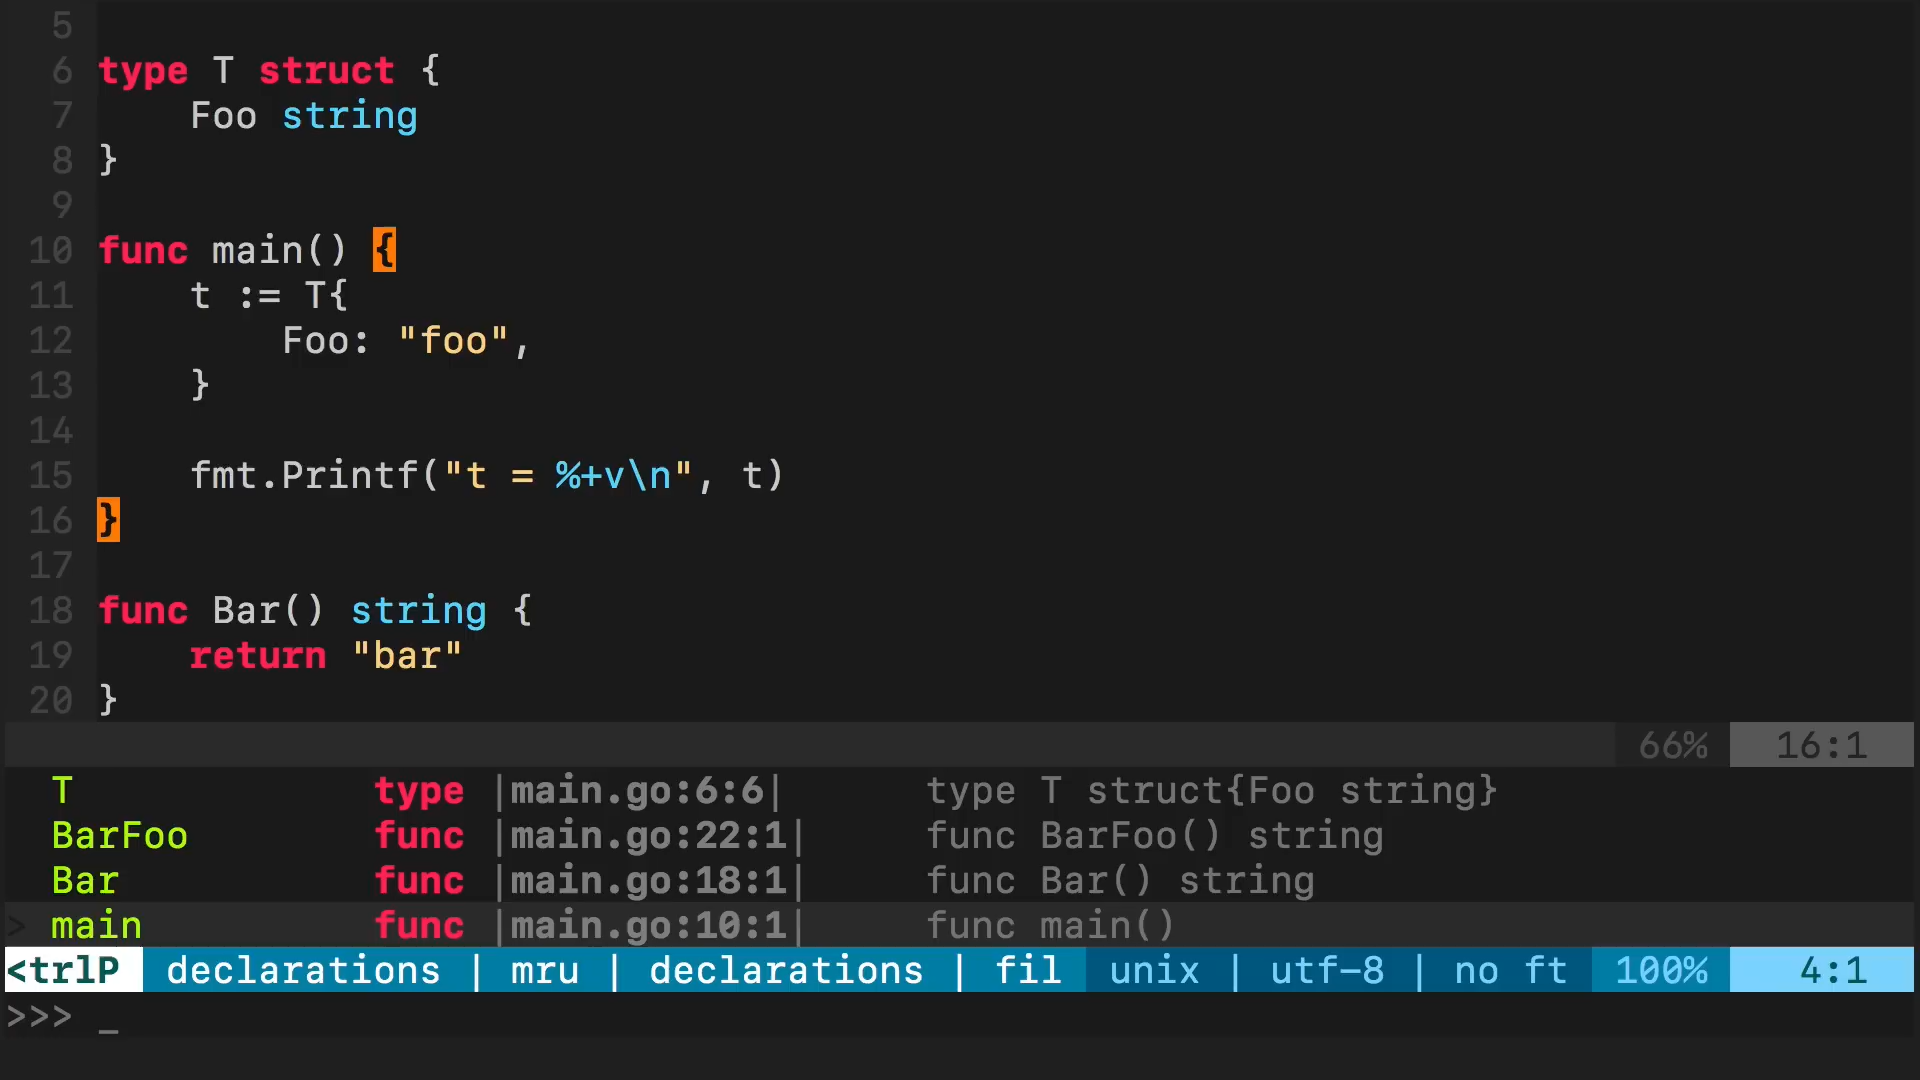 5
6 type T struct {
7     Foo string
8 }
9
10 func main() {
11     t := T{
12         Foo: "foo",
13     }
14
15     fmt.Printf("t = %+v\n", t)
16 }
17
18 func Bar() string {
19     return "bar"
20 }
66% 16:1
T type |main.go:6:6| type T struct{Foo string}
BarFoo func |main.go:22:1| func BarFoo() string
Bar func |main.go:18:1| func Bar() string
> main func |main.go:10:1| func main()
<trlP declarations | mru | declarations | fil unix | utf-8 | no ft 100% 4:1
>>> _